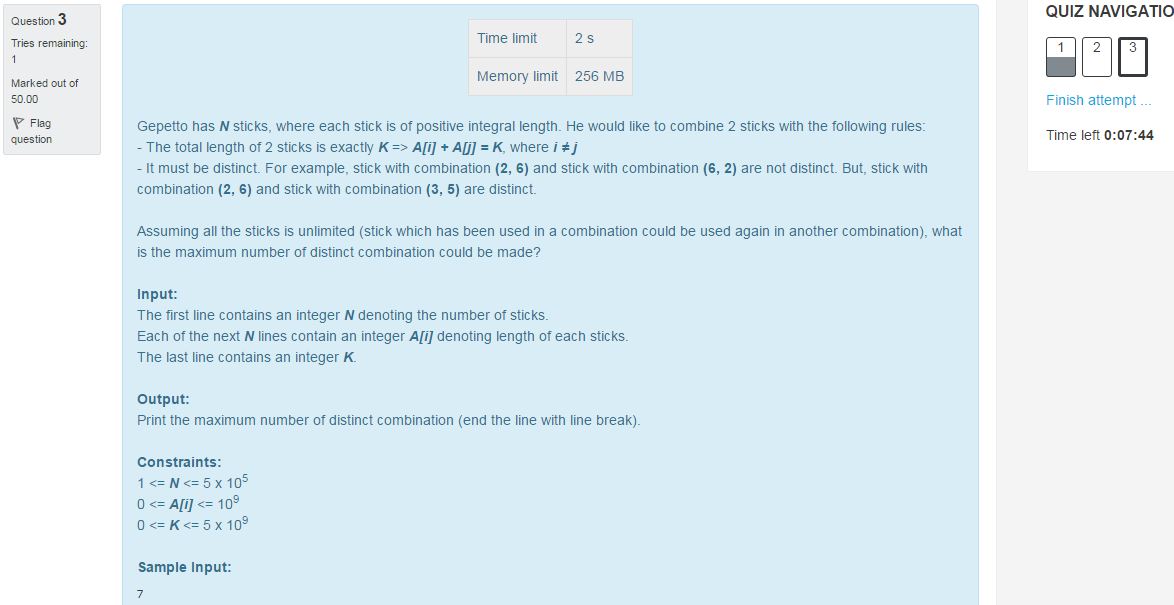 Question 3
Tries remaining:
1
Marked out of
50.00
Flag
question
Time limit 2 s
Memory limit 256 MB
Gepetto has N sticks, where each stick is of positive integral length. He would like to combine 2 sticks with the following rules:
- The total length of 2 sticks is exactly K => A[i] + A[j] = K, where i ≠ j
- It must be distinct. For example, stick with combination (2, 6) and stick with combination (6, 2) are not distinct. But, stick with
combination (2, 6) and stick with combination (3, 5) are distinct.
Assuming all the sticks is unlimited (stick which has been used in a combination could be used again in another combination), what
is the maximum number of distinct combination could be made?
Input:
The first line contains an integer N denoting the number of sticks.
Each of the next N lines contain an integer A[i] denoting length of each sticks.
The last line contains an integer K.
Output:
Print the maximum number of distinct combination (end the line with line break).
Constraints:
1 <= N <= 5 x 10^5
0 <= A[i] <= 10^9
0 <= K <= 5 x 10^9
Sample Input:
7
QUIZ NAVIGATIO
1 2 3
Finish attempt ...
Time left 0:07:44